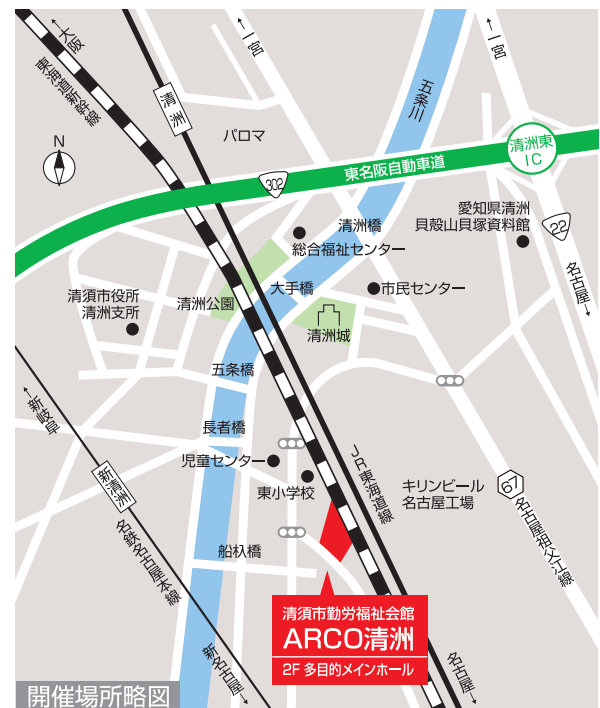 ←大阪
東海道新幹線
清洲
←一宮
←一宮
五条川
パロマ
N
清洲東
IC
東名阪自動車道
302
愛知県清洲
貝殻山貝塚資料館
22
清洲橋
総合福祉センター
名古屋→
大手橋
市民センター
清須市役所
清洲支所
清洲公園
清洲城
五条橋
←新岐阜
長者橋
児童センター
東小学校
JR東海道線
キリンビール
名古屋工場
67
名古屋祖父江線
新清洲
名鉄名古屋本線
船杁橋
清須市勤労福祉会館
ARCO清洲
2F 多目的メインホール
新名古屋→
名古屋→
開催場所略図